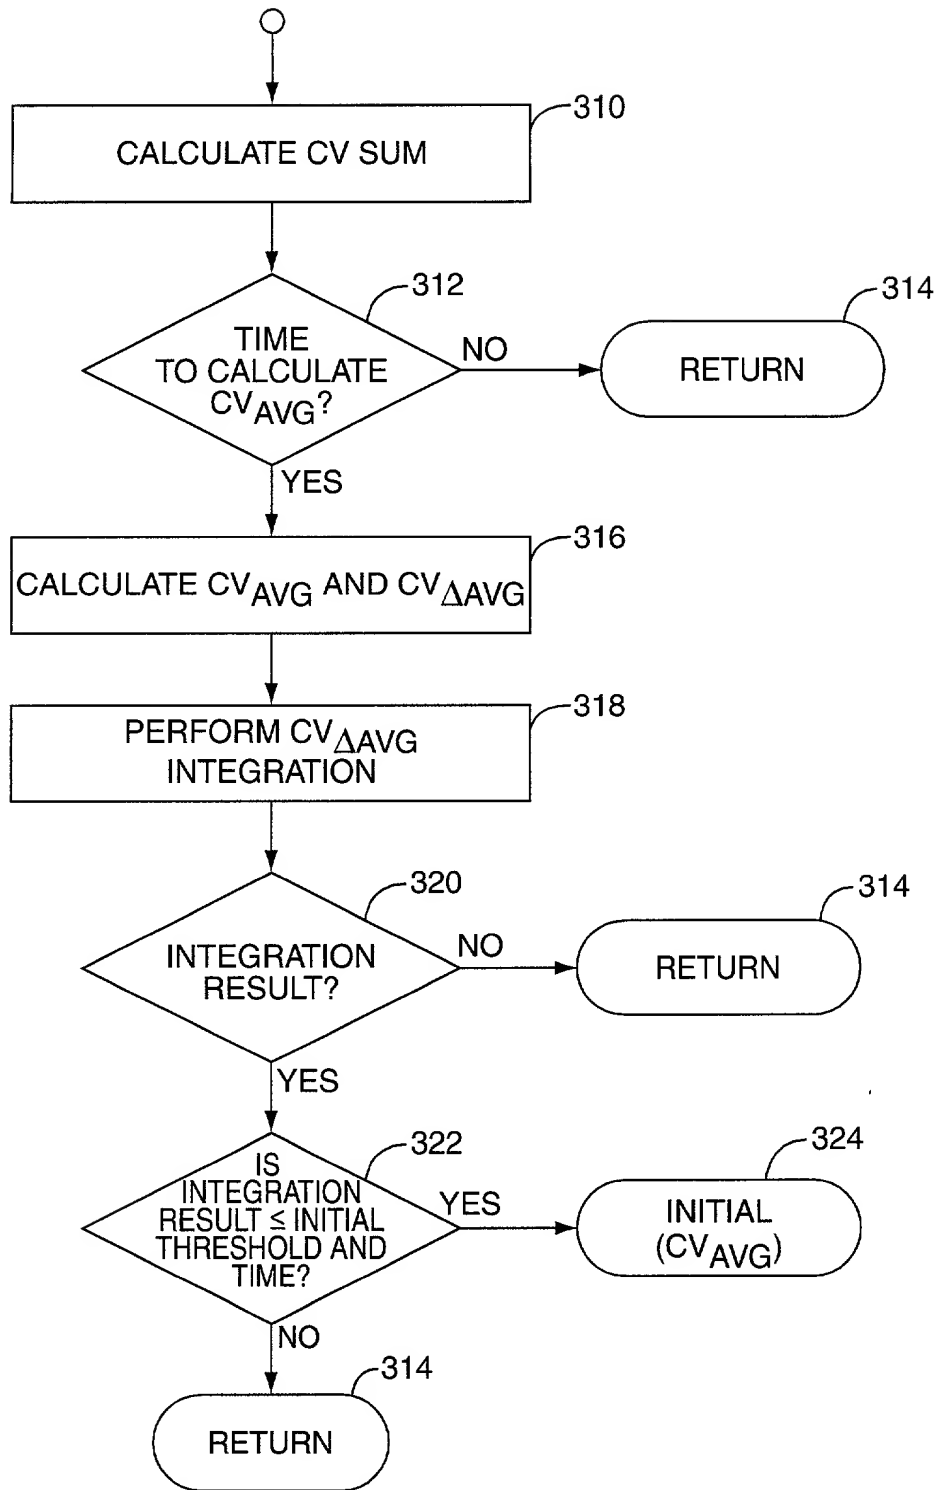 310
CALCULATE CV SUM
312
TIME
TO CALCULATE
CVAVG?
NO
314
RETURN
YES
316
CALCULATE CVAVG AND CVΔAVG
318
PERFORM CVΔAVG
INTEGRATION
320
INTEGRATION
RESULT?
NO
314
RETURN
YES
322
IS
INTEGRATION
RESULT ≤ INITIAL
THRESHOLD AND
TIME?
YES
324
INITIAL
(CVAVG)
NO
314
RETURN